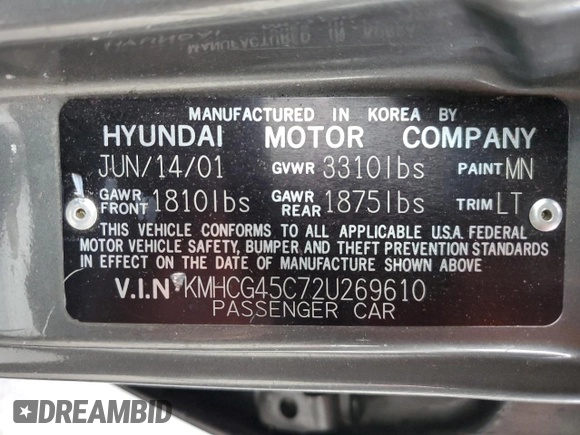 MANUFACTURED IN KOREA BY
HYUNDAI MOTOR COMPANY
JUN/14/01 GVWR 3310lbs PAINT MN
GAWR FRONT 1810lbs GAWR REAR 1875lbs TRIM LT
THIS VEHICLE CONFORMS TO ALL APPLICABLE U.S.A. FEDERAL
MOTOR VEHICLE SAFETY, BUMPER AND THEFT PREVENTION STANDARDS
IN EFFECT ON THE DATE OF MANUFACTURE SHOWN ABOVE
V.I.N KMHCG45C72U269610
PASSENGER CAR
DREAMBID